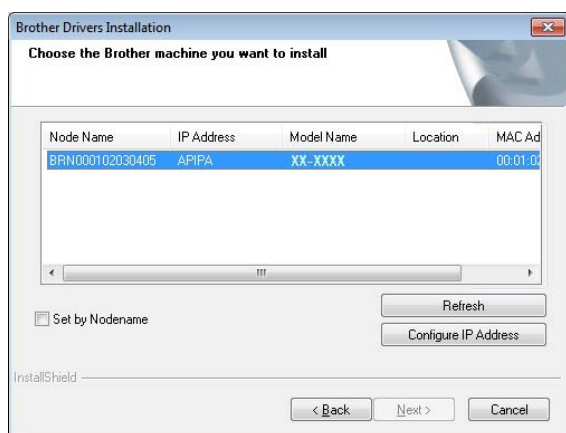 Brother Drivers Installation
Choose the Brother machine you want to install
Node Name IP Address Model Name Location MAC Ad
BRN000102030405 APIPA XX-XXXX 00:01:02
Refresh
Set by Nodename
Configure IP Address
InstallShield
< Back Next > Cancel